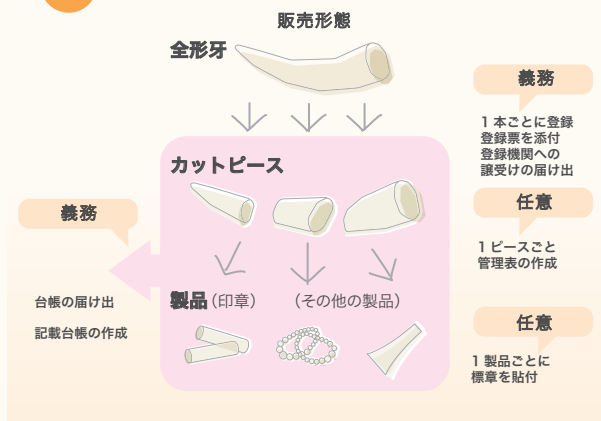 販売形態
全形牙
義務
1 本ごとに登録
登録票を添付
登録機関への
譲受けの届け出
カットピース
任意
1 ピースごと
管理表の作成
義務
台帳の届け出
記載台帳の作成
製品(印章)
(その他の製品)
任意
1 製品ごとに
標章を貼付